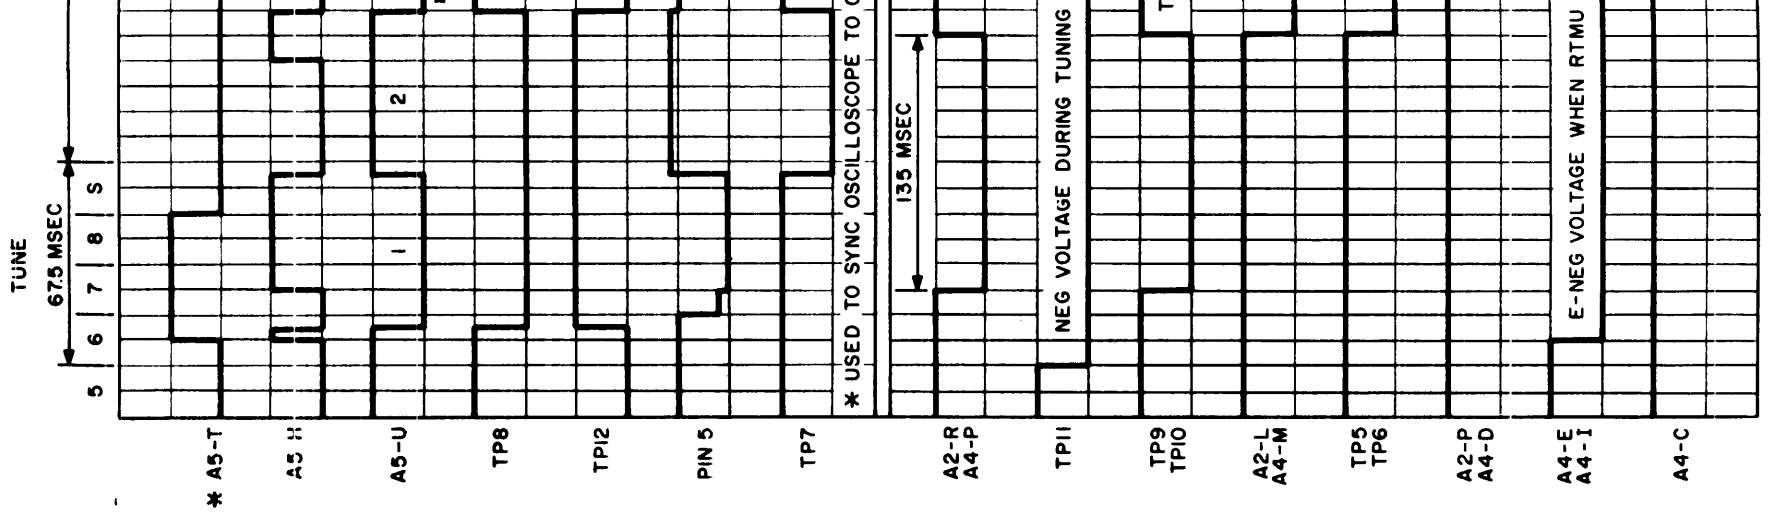 TUNE
67.5 MSEC
5 6 7 8 S
* A5-T
A5-H
A5-U 1 2
TP8
TP12
PIN 5
TP7
* USED TO SYNC OSCILLOSCOPE TO
135 MSEC
A2-R
A4-P
TP11 NEG VOLTAGE DURING TUNING
TP9
TP10
A2-L
A4-M
TP5
TP6
A2-P
A4-D
A4-E
A4-I
E-NEG VOLTAGE WHEN RTMU
A4-C